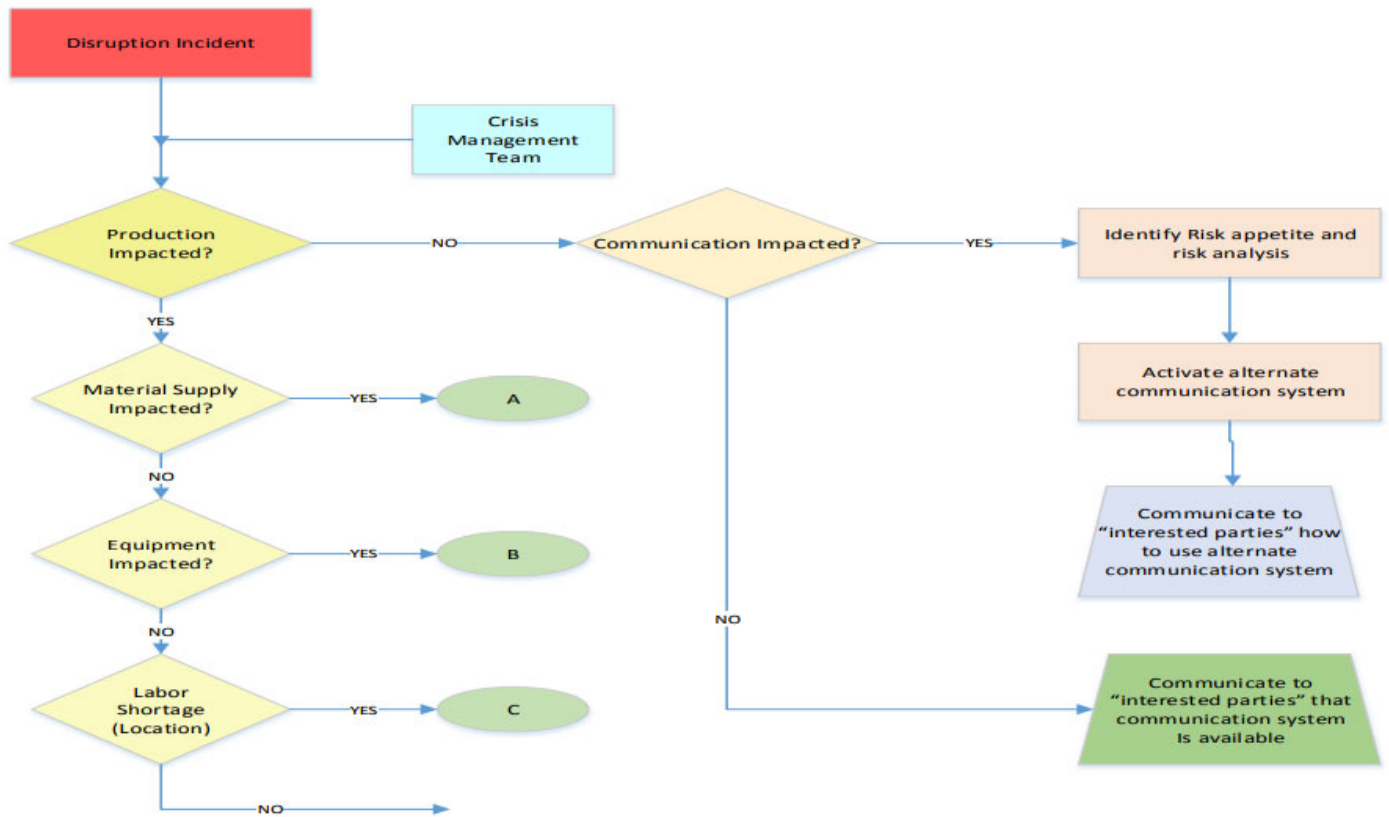 Disruption Incident
Crisis
Management
Team
Production
Impacted?
NO
Communication Impacted?
YES
Identify Risk appetite and
risk analysis
YES
Material Supply
Impacted?
YES
A
Activate alternate
communication system
NO
Equipment
Impacted?
YES
B
Communicate to
“interested parties” how
to use alternate
communication system
NO
NO
Labor
Shortage
(Location)
YES
C
Communicate to
“interested parties” that
communication system
Is available
NO